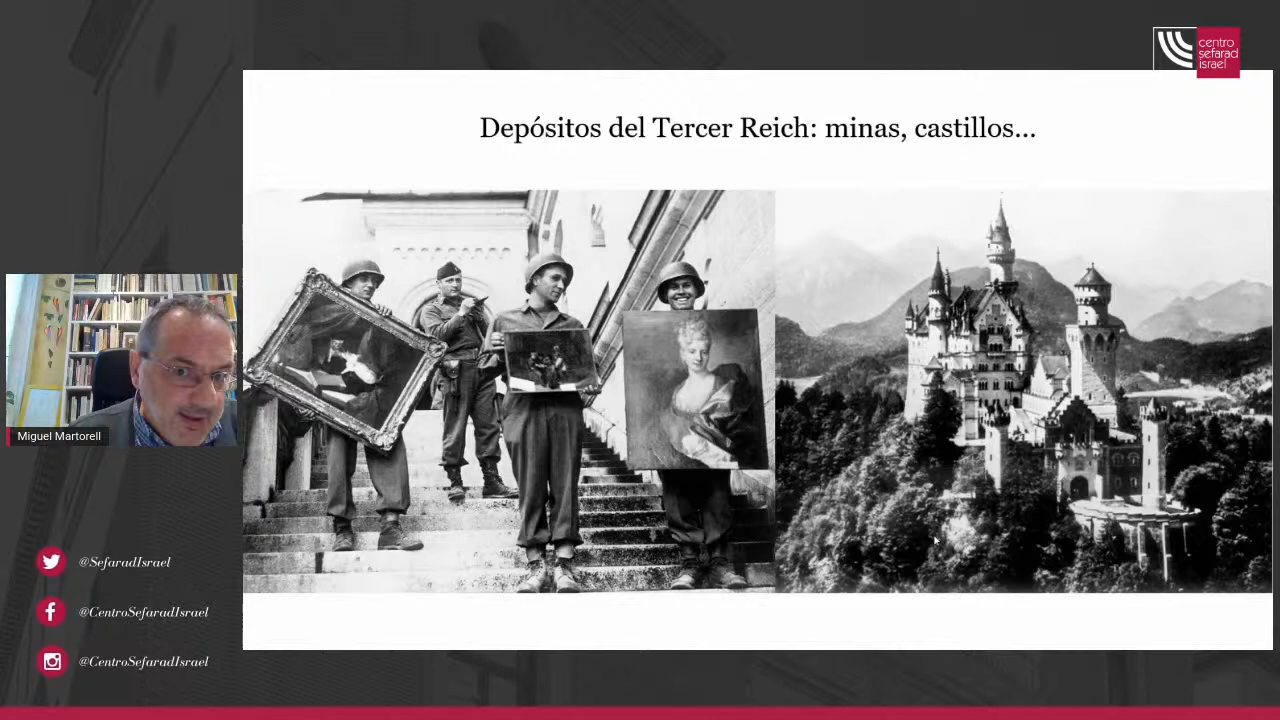 centro
sefarad
israel
Depósitos del Tercer Reich: minas, castillos...
Miguel Martorell
@SefaradIsrael
@CentroSefaradIsrael
@CentroSefaradIsrael